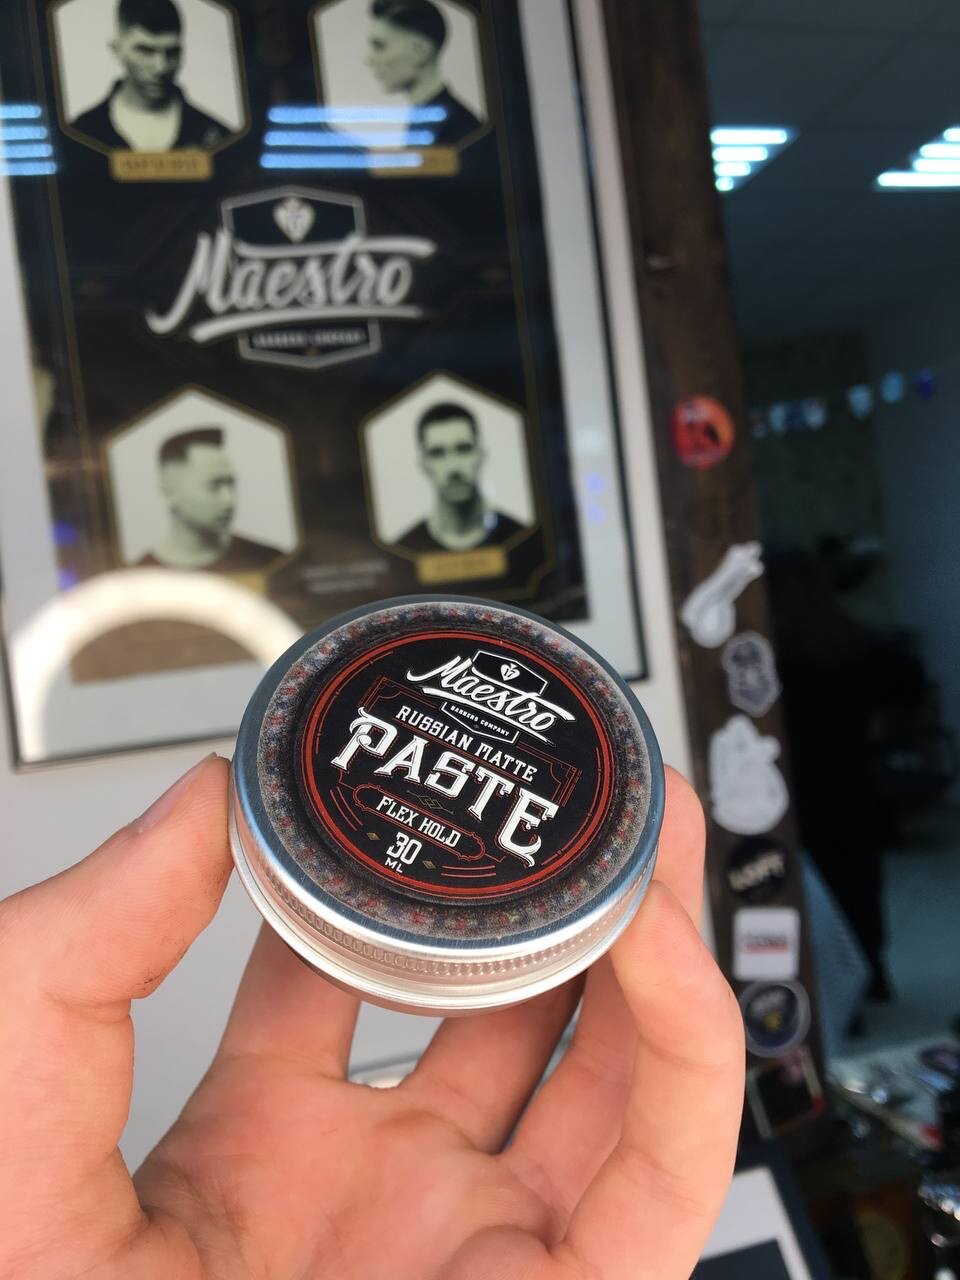 Maestro
BARBERS COMPANY
Maestro
BARBERS COMPANY
RUSSIAN MATTE
PASTE
FLEX HOLD
30
ML